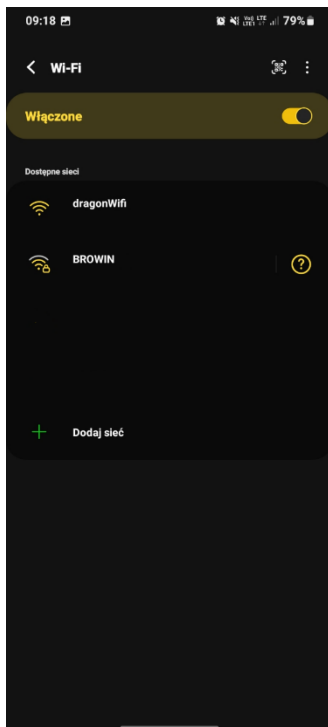 09:18 79%
Wi-Fi
Włączone
Dostępne sieci
dragonWifi
BROWIN
?
Dodaj sieć